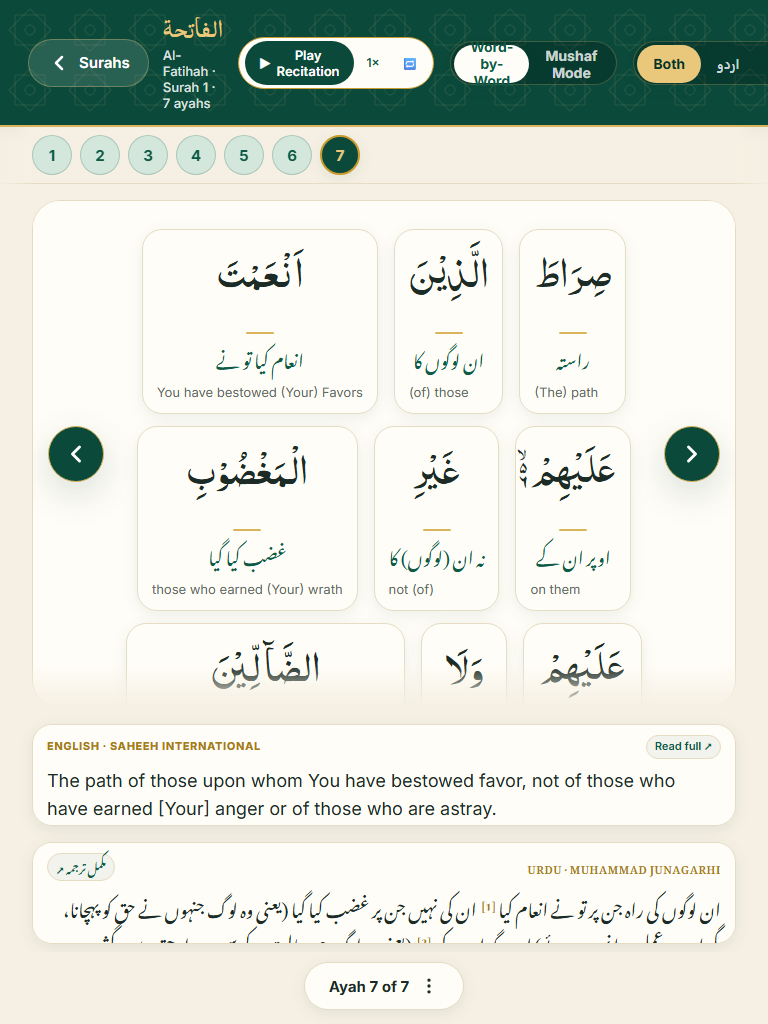 Surahs
الفاتحة
Al-
Fatihah ·
Surah 1 ·
7 ayahs
▶ Play
Recitation
1×
Word-
by-
Word
Mushaf
Mode
Both
اردو
1 2 3 4 5 6 7
صِرَاطَ الَّذِيْنَ اَنْعَمْتَ
راستہ ان لوگوں کا انعام کیا تو نے
(The) path (of) those You have bestowed (Your) Favors
عَلَيْهِمْ ۙ۬ غَيْرِ الْمَغْضُوْبِ
اوپر ان کے نہ ان (لوگوں) کا غضب کیا گیا
on them not (of) those who earned (Your) wrath
عَلَيْهِمْ وَلَا الضَّآلِّيْنَ
ENGLISH · SAHEEH INTERNATIONAL
Read full ↗
The path of those upon whom You have bestowed favor, not of those who
have earned [Your] anger or of those who are astray.
مکمل ترجمہ ↗
URDU · MUHAMMAD JUNAGARHI
ان لوگوں کی راه جن پر تو نے انعام کیا [1] ان کی نہیں جن پر غضب کیا گیا (یعنی وه لوگ جنہوں نے حق کو پہچانا،
Ayah 7 of 7